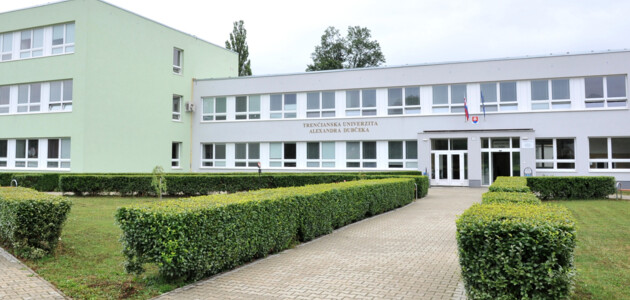 TRENČIANSKA UNIVERZITA
ALEXANDRA DUBČEKA